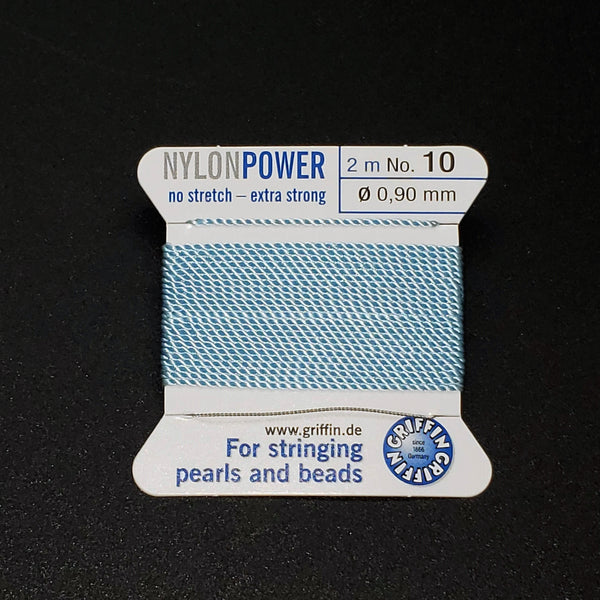 NYLONPOWER
no stretch – extra strong
2 m No. 10
Ø 0,90 mm
www.griffin.de
For stringing
pearls and beads
GRIFFIN GRIFFIN
since
1866
Germany